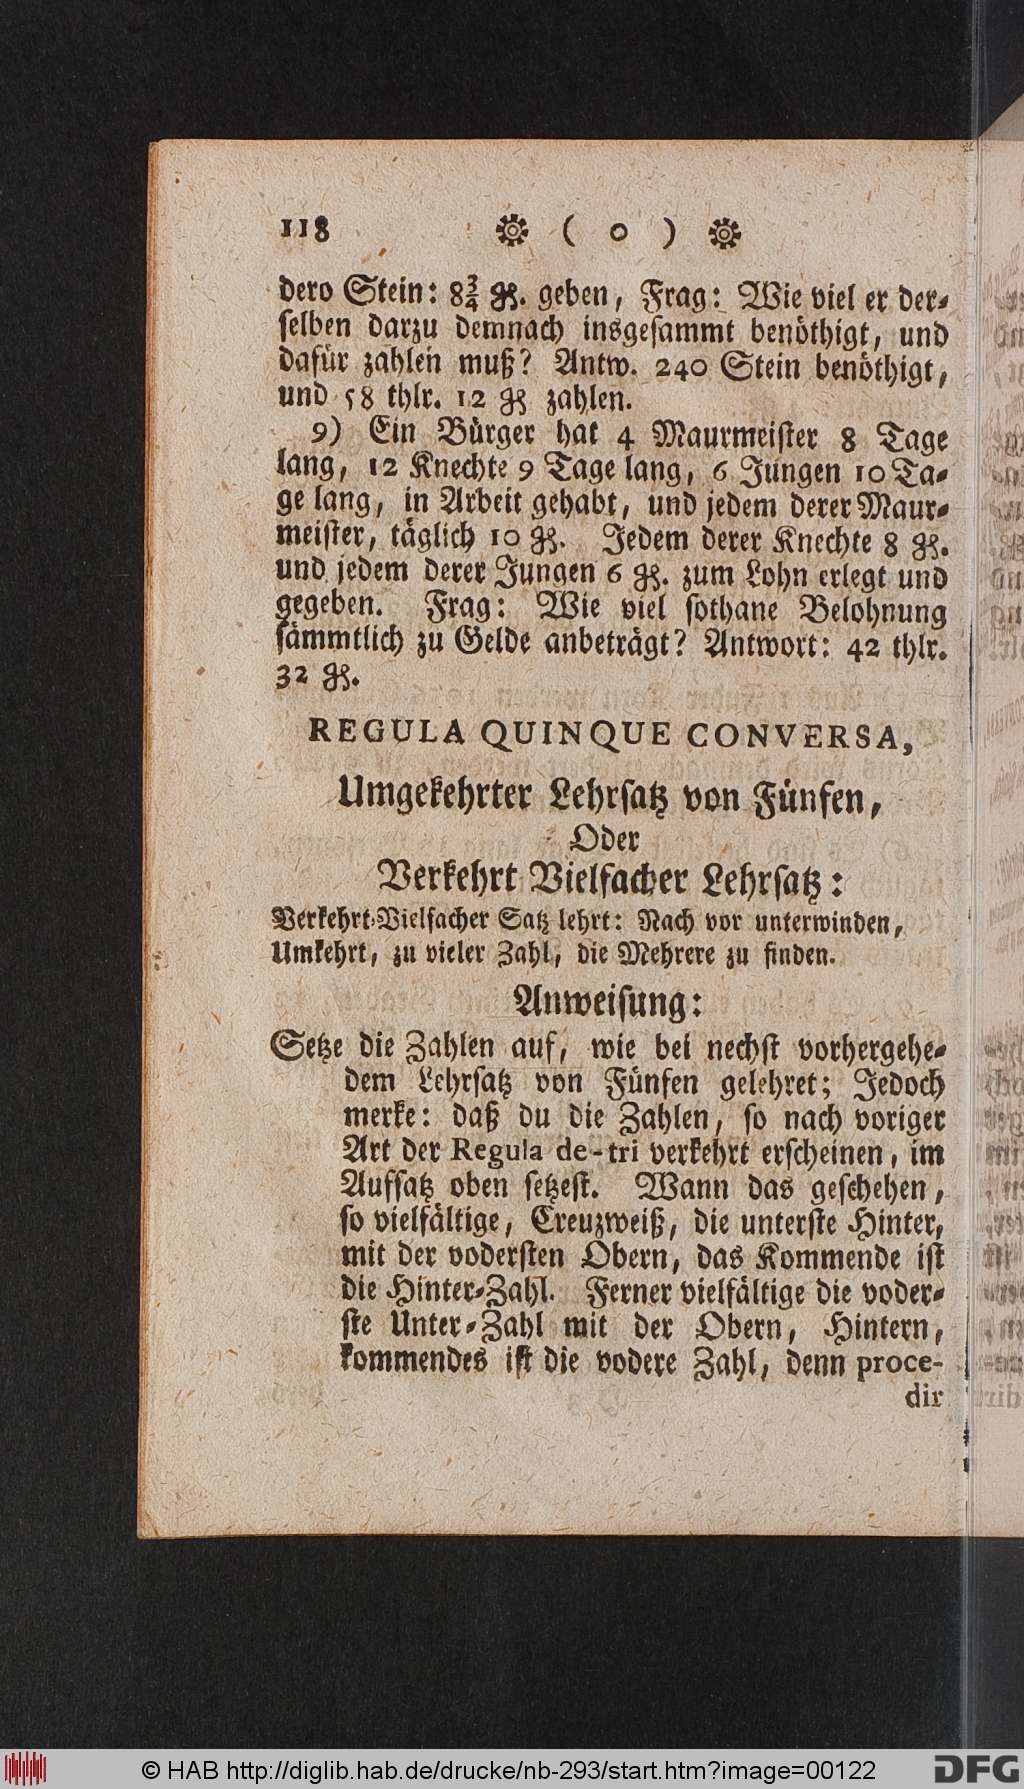 118 ( o )
dero Stein: 8¾ gß. geben, Frag: Wie viel er der⸗
selben darzu demnach insgesammt benöthigt, und
dafür zahlen muß? Antw. 240 Stein benöthigt,
und 58 thlr. 12 gß zahlen.
9) Ein Bürger hat 4 Maurmeister 8 Tage
lang, 12 Knechte 9 Tage lang, 6 Jungen 10 Ta⸗
ge lang, in Arbeit gehabt, und jedem derer Maur⸗
meister, täglich 10 gß. Jedem derer Knechte 8 gß.
und jedem derer Jungen 6 gß. zum Lohn erlegt und
gegeben. Frag: Wie viel sothane Belohnung
sämmtlich zu Gelde anbeträgt? Antwort: 42 thlr.
32 gß.
REGULA QUINQUE CONVERSA,
Umgekehrter Lehrsatz von Fünfen,
Oder
Verkehrt Vielfacher Lehrsatz:
Verkehrt⸗Vielfacher Satz lehrt: Nach vor unterwinden,
Umkehrt, zu vieler Zahl, die Mehrere zu finden.
Anweisung:
Setze die Zahlen auf, wie bei nechst vorhergehe⸗
dem Lehrsatz von Fünfen gelehret; Jedoch
merke: daß du die Zahlen, so nach voriger
Art der Regula de-tri verkehrt erscheinen, im
Aufsatz oben setzest. Wann das geschehen,
so vielfältige, Creuzweiß, die unterste Hinter,
mit der vodersten Obern, das Kommende ist
die Hinter⸗Zahl. Ferner vielfältige die voder⸗
ste Unter⸗Zahl mit der Obern, Hintern,
kommendes ist die vodere Zahl, denn proce-
dir
© HAB http://diglib.hab.de/drucke/nb-293/start.htm?image=00122 DFG